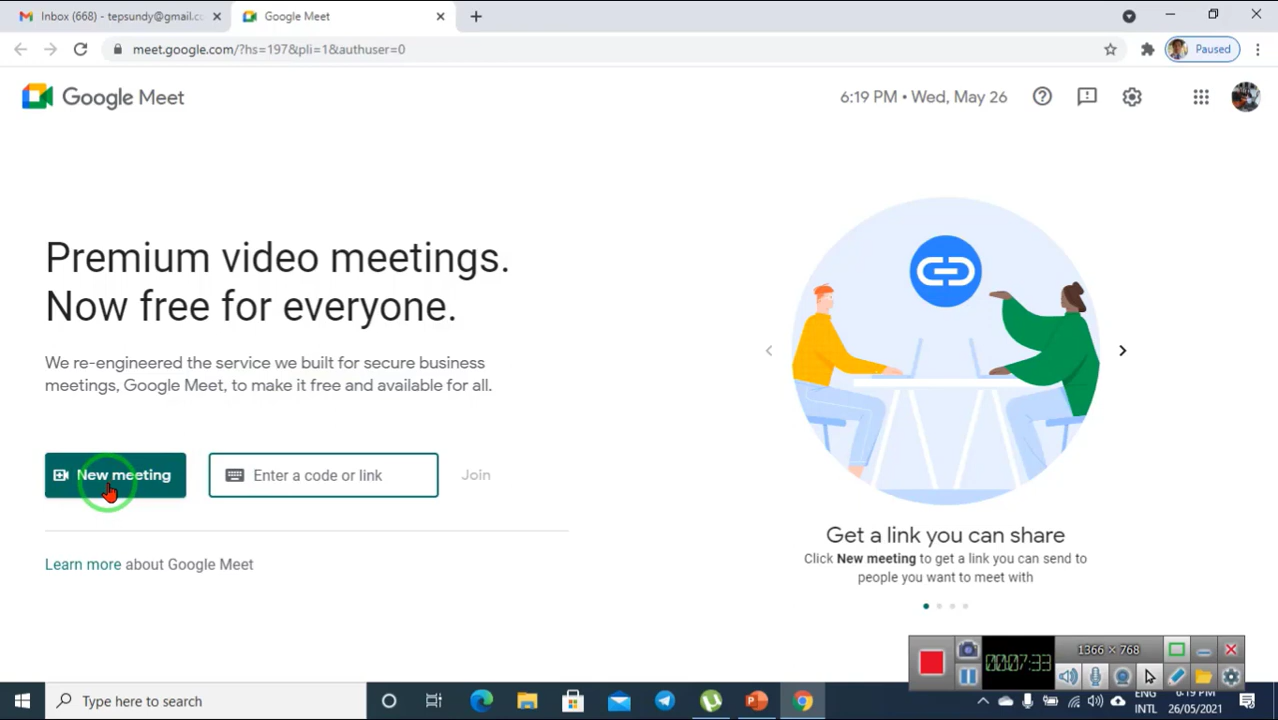 Inbox (668) - tepsundy@gmail.cc
Google Meet
meet.google.com/?hs=197&pli=1&authuser=0
Paused
Google Meet
6:19 PM • Wed, May 26
Premium video meetings.
Now free for everyone.
We re-engineered the service we built for secure business
meetings, Google Meet, to make it free and available for all.
New meeting
Enter a code or link
Join
Learn more about Google Meet
Get a link you can share
Click New meeting to get a link you can send to
people you want to meet with
00:07:33
1366 × 768
Type here to search
ENG
INTL
6:19 PM
26/05/2021